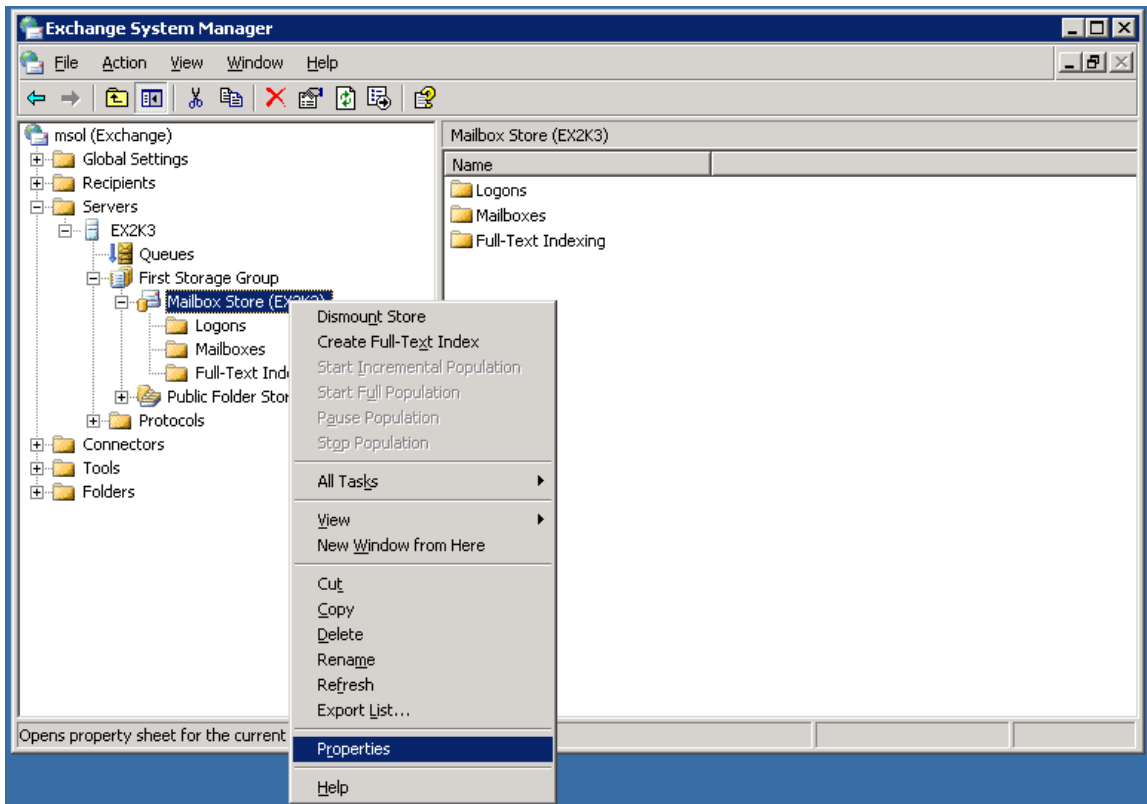 Exchange System Manager
File Action View Window Help
msol (Exchange)
Global Settings
Recipients
Servers
EX2K3
Queues
First Storage Group
Mailbox Store (EX2K3)
Logons
Mailboxes
Full-Text Inde
Public Folder Stor
Protocols
Connectors
Tools
Folders
Mailbox Store (EX2K3)
Name
Logons
Mailboxes
Full-Text Indexing
Dismount Store
Create Full-Text Index
Start Incremental Population
Start Full Population
Pause Population
Stop Population
All Tasks
View
New Window from Here
Cut
Copy
Delete
Rename
Refresh
Export List...
Properties
Help
Opens property sheet for the current